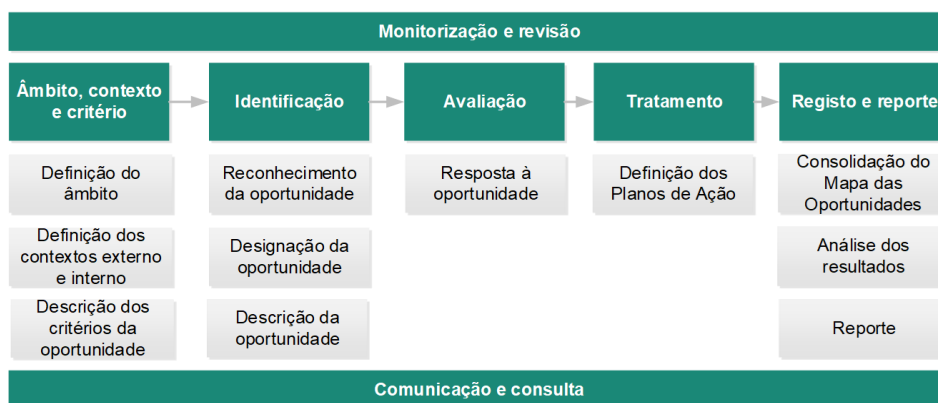 Monitorização e revisão
Âmbito, contexto
e critério
Identificação
Avaliação
Tratamento
Registo e reporte
Definição do
âmbito
Definição dos
contextos externo
e interno
Descrição dos
critérios da
oportunidade
Reconhecimento
da oportunidade
Designação da
oportunidade
Descrição da
oportunidade
Resposta à
oportunidade
Definição dos
Planos de Ação
Consolidação do
Mapa das
Oportunidades
Análise dos
resultados
Reporte
Comunicação e consulta